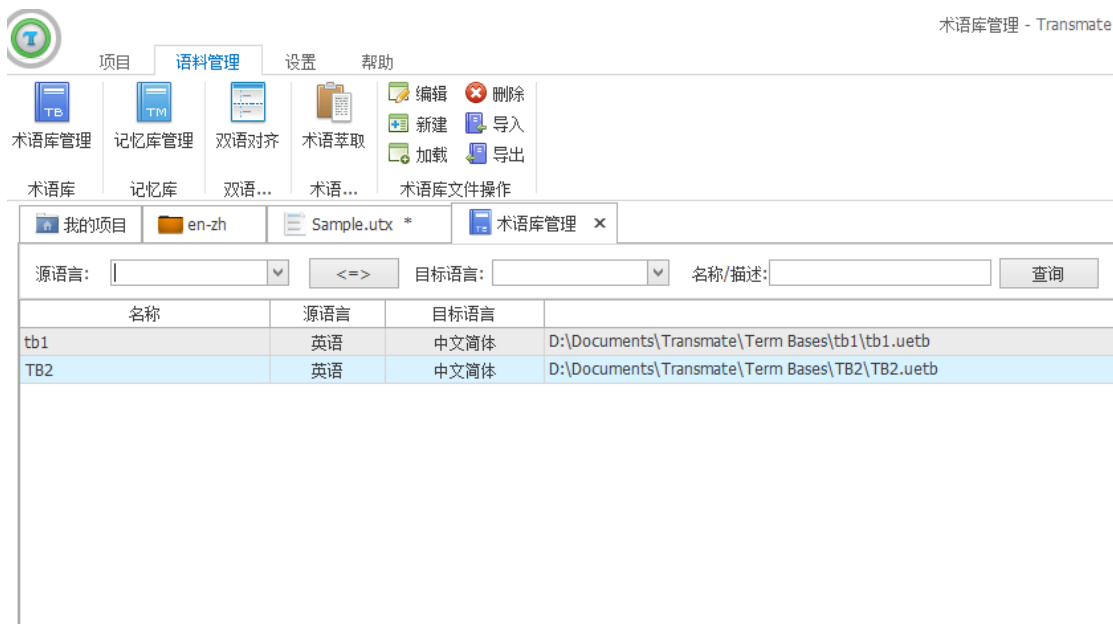 术语库管理 - Transmate
项目 语料管理 设置 帮助
TB TM
编辑 删除
新建 导入
加载 导出
术语库管理 记忆库管理 双语对齐 术语萃取
术语库 记忆库 双语... 术语... 术语库文件操作
我的项目 en-zh Sample.utx * 术语库管理 ×
源语言: <=> 目标语言: 名称/描述: 查询
名称 源语言 目标语言
tb1 英语 中文简体 D:\Documents\Transmate\Term Bases\tb1\tb1.uetb
TB2 英语 中文简体 D:\Documents\Transmate\Term Bases\TB2\TB2.uetb